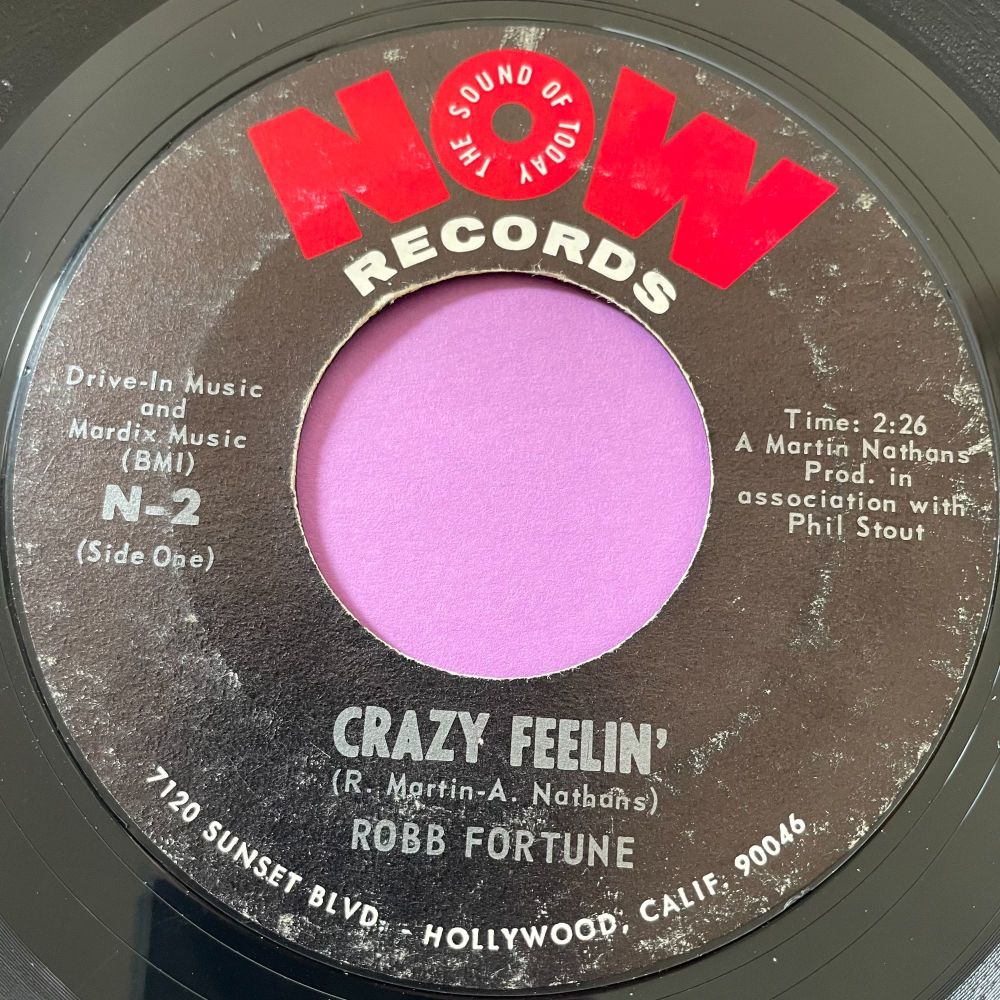 NOW
THE SOUND OF TODAY
RECORDS
Drive-In Music
and
Mardix Music
(BMI)
N-2
(Side One)
Time: 2:26
A Martin Nathans
Prod. in
association with
Phil Stout
CRAZY FEELIN'
(R. Martin-A. Nathans)
ROBB FORTUNE
7120 SUNSET BLVD. - HOLLYWOOD, CALIF. 90046